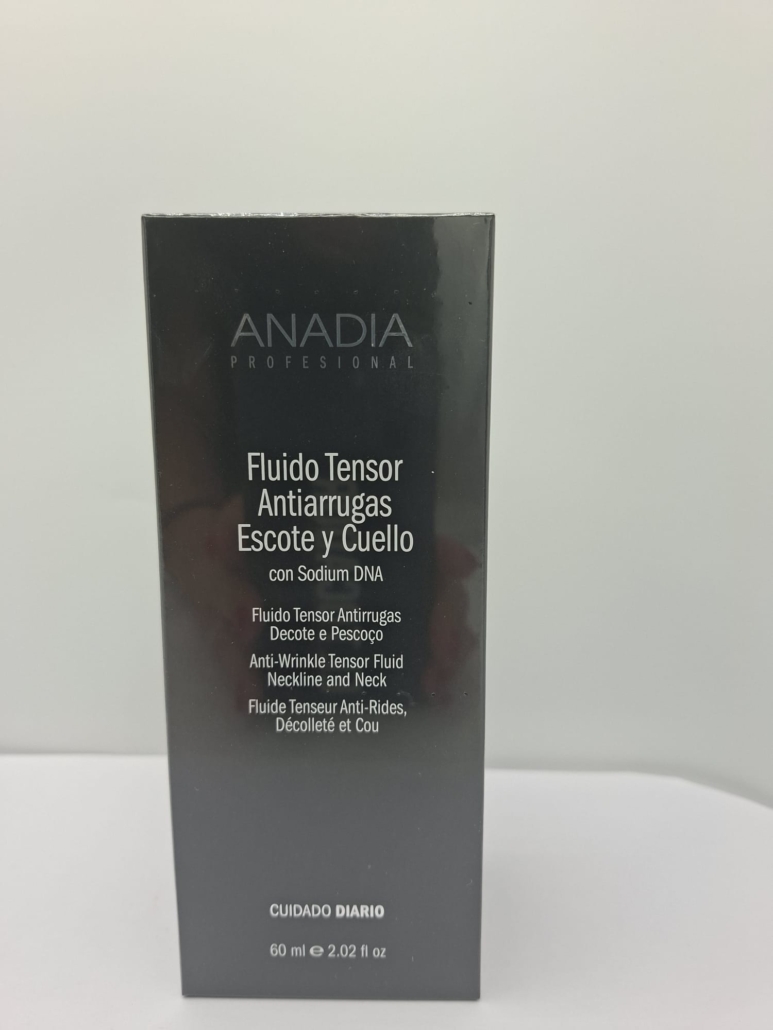 ANADIA
PROFESIONAL
Fluido Tensor
Antiarrugas
Escote y Cuello
con Sodium DNA
Fluido Tensor Antirrugas
Decote e Pescoço
Anti-Wrinkle Tensor Fluid
Neckline and Neck
Fluide Tenseur Anti-Rides,
Décolleté et Cou
CUIDADO DIARIO
60 ml ℮ 2.02 fl oz